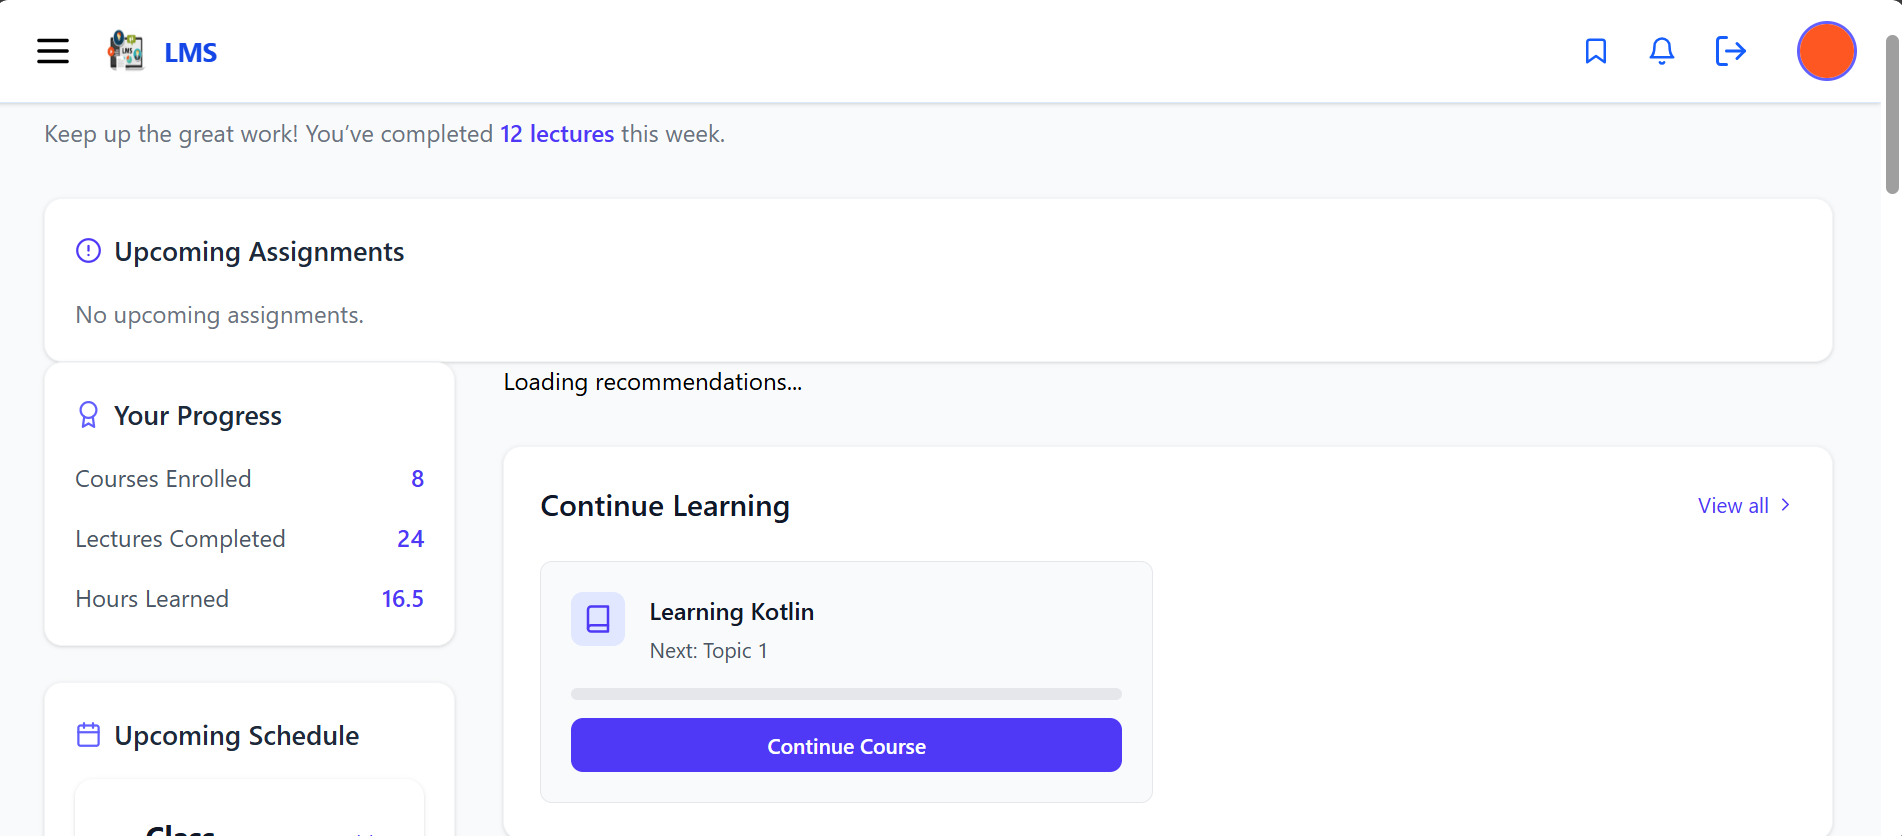 LMS
Keep up the great work! You’ve completed 12 lectures this week.
Upcoming Assignments
No upcoming assignments.
Your Progress
Courses Enrolled 8
Lectures Completed 24
Hours Learned 16.5
Upcoming Schedule
Class
Loading recommendations...
Continue Learning
View all
Learning Kotlin
Next: Topic 1
Continue Course